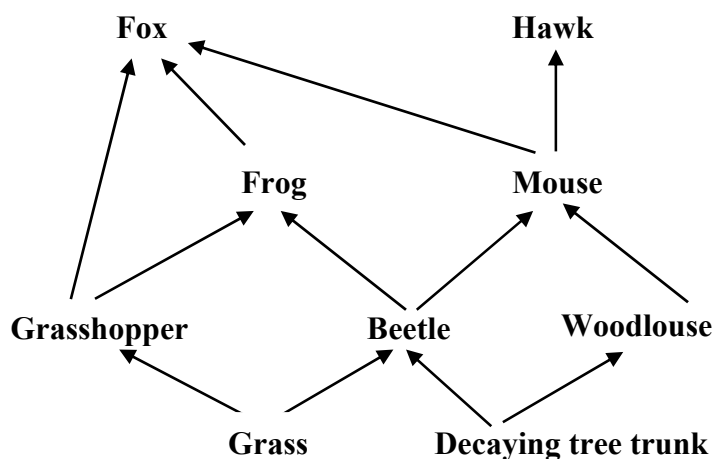 Fox Hawk
Frog Mouse
Grasshopper Beetle Woodlouse
Grass Decaying tree trunk